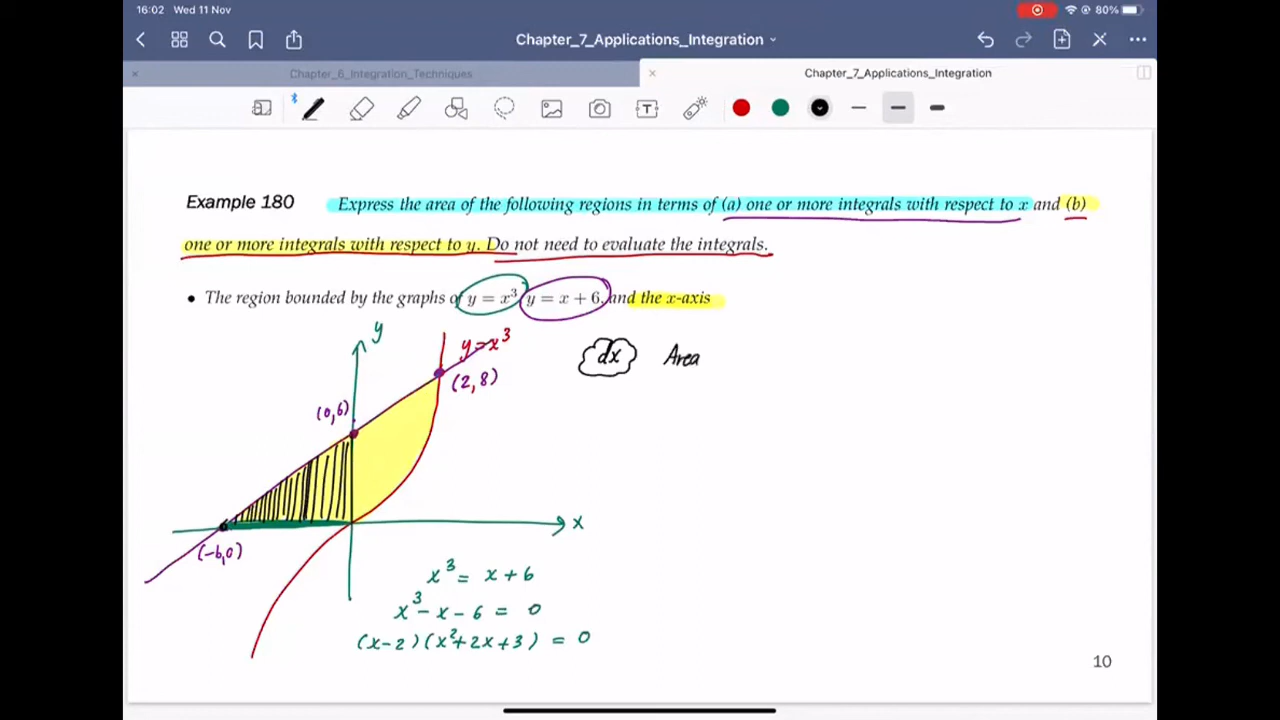 16:02 Wed 11 Nov
80%
Chapter_7_Applications_Integration
Chapter_6_Integration_Techniques
Chapter_7_Applications_Integration
T
Example 180 Express the area of the following regions in terms of (a) one or more integrals with respect to x and (b)
one or more integrals with respect to y. Do not need to evaluate the integrals.
• The region bounded by the graphs of y = x³, y = x + 6, and the x-axis
y
y=x³
dx Area
(2,8)
(0,6)
x
(-6,0)
x³ = x + 6
x³ - x - 6 = 0
(x-2)(x²+2x+3) = 0
10